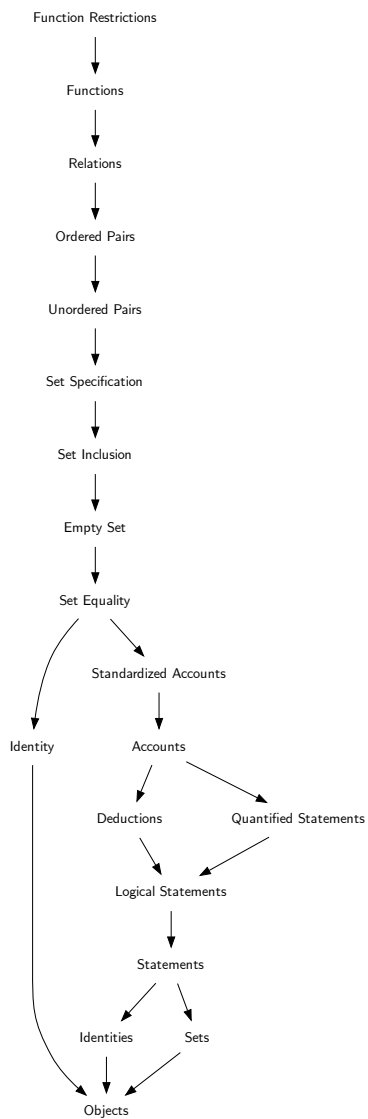 Function Restrictions
Functions
Relations
Ordered Pairs
Unordered Pairs
Set Specification
Set Inclusion
Empty Set
Set Equality
Standardized Accounts
Identity
Accounts
Deductions
Quantified Statements
Logical Statements
Statements
Identities
Sets
Objects